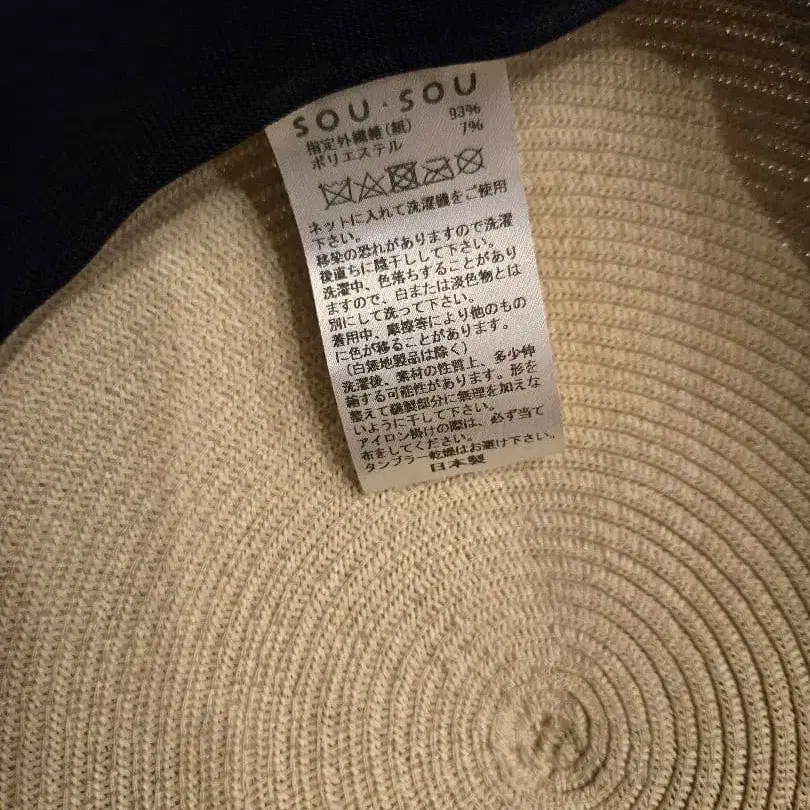 SOU・SOU
指定外繊維(紙) 93%
ポリエステル 7%
ネットに入れて洗濯機をご使用
下さい。
移染の恐れがありますので洗濯
後直ちに陰干しして下さい。
洗濯中、色落ちすることがあり
ますので、白または淡色物とは
別にして洗って下さい。
着用中、摩擦等により他のもの
に色が移ることがあります。
(白無地製品は除く)
洗濯後、素材の性質上、多少伸
縮する可能性があります。形を
整えて縫製部分に無理を加えな
いように干して下さい。
アイロン掛けの際は、必ず当て
布をしてください。
タンブラー乾燥はお避け下さい。
日本製